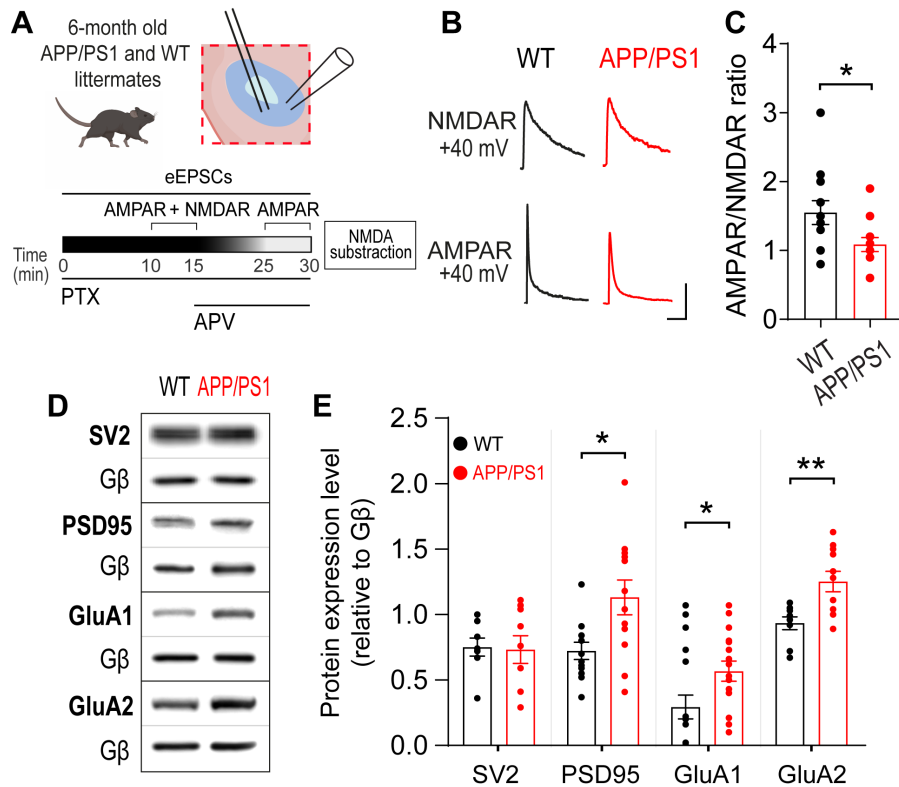 A
6-month old
APP/PS1 and WT
littermates
eEPSCs
AMPAR + NMDAR AMPAR
Time
(min)
0 10 15 25 30
NMDA
substraction
PTX
APV
B
WT APP/PS1
NMDAR
+40 mV
AMPAR
+40 mV
C
AMPAR/NMDAR ratio
4
3
2
1
0
*
WT
APP/PS1
D
WT APP/PS1
SV2
Gβ
PSD95
Gβ
GluA1
Gβ
GluA2
Gβ
E
Protein expression level
(relative to Gβ)
2.5
2.0
1.5
1.0
0.5
0.0
WT
APP/PS1
*
*
**
SV2 PSD95 GluA1 GluA2